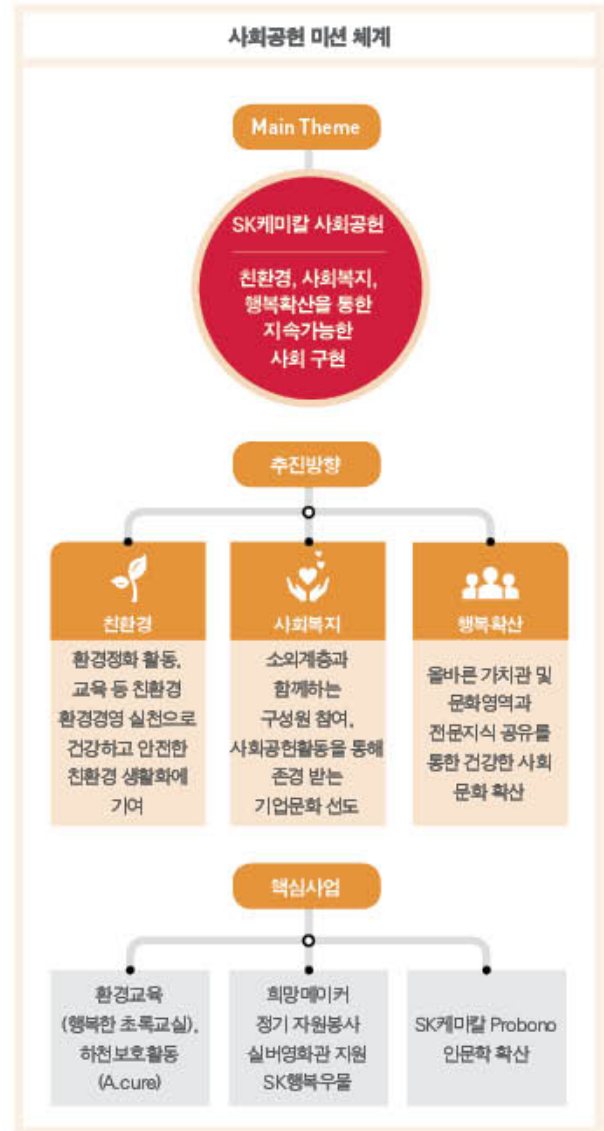 사회공헌 미션 체계
Main Theme
SK케미칼 사회공헌
친환경, 사회복지,
행복확산을 통한
지속가능한
사회 구현
추진방향
친환경
환경정화 활동,
교육 등 친환경
환경경영 실천으로
건강하고 안전한
친환경 생활화에
기여
사회복지
소외계층과
함께하는
구성원 참여,
사회공헌활동을 통해
존경 받는
기업문화 선도
행복확산
올바른 가치관 및
문화영역과
전문지식 공유를
통한 건강한 사회
문화 확산
핵심사업
환경교육
(행복한 초록교실),
하천보호활동
(A.cure)
희망메이커
정기 자원봉사
실버영화관 지원
SK행복우물
SK케미칼 Probono
인문학 확산